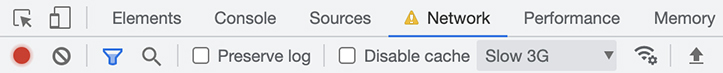 Elements Console Sources Network Performance Memory
Preserve log Disable cache Slow 3G